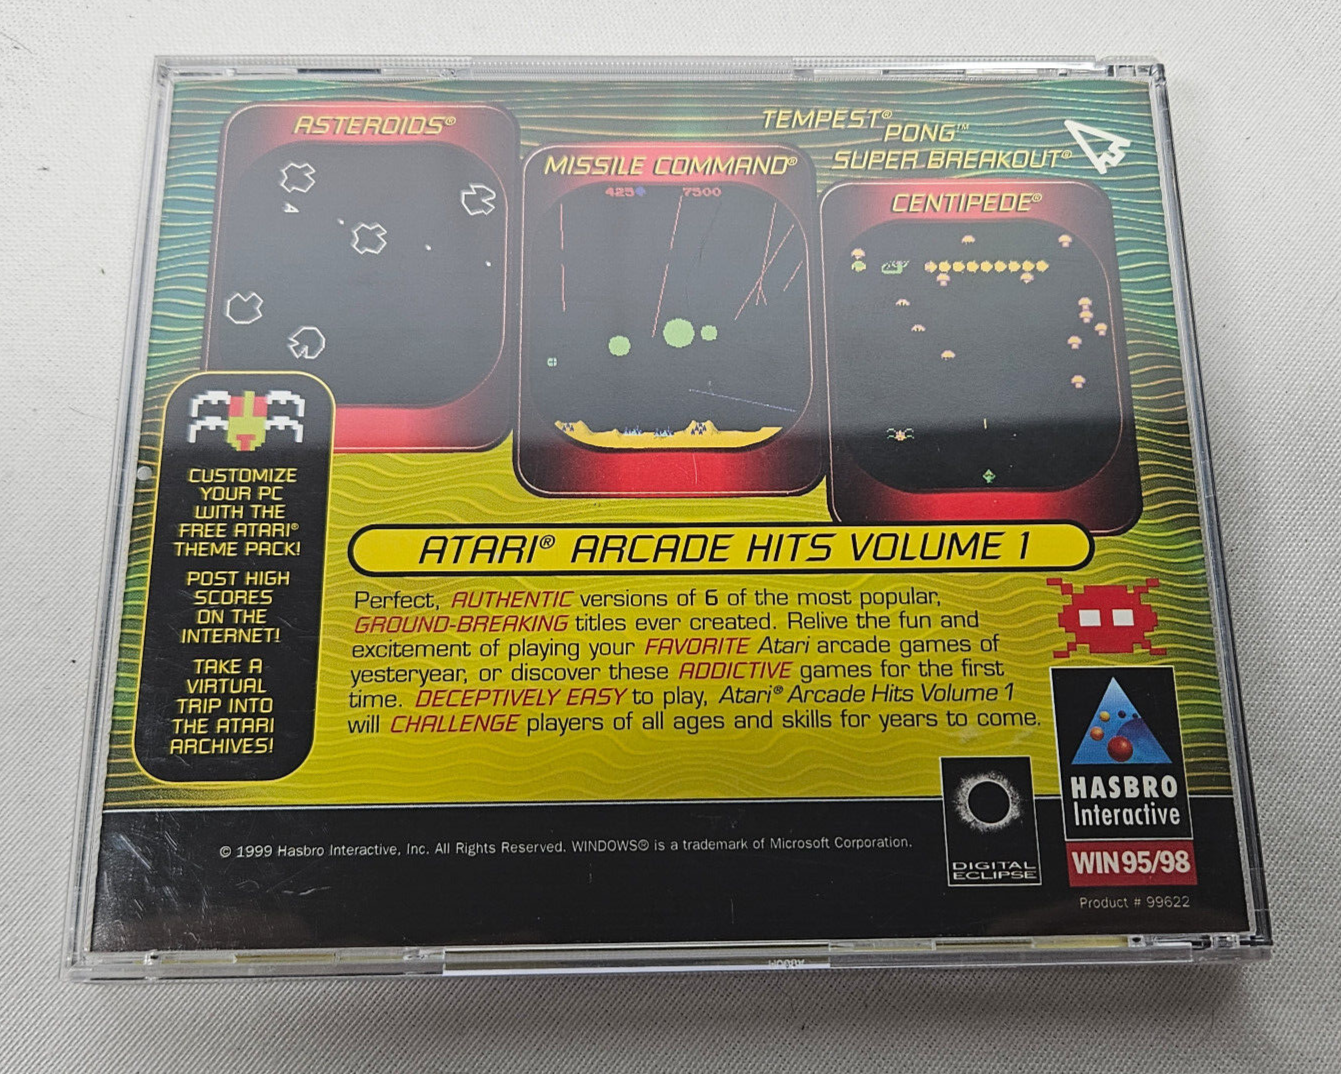 ASTEROIDS®
TEMPEST®
PONG™
SUPER BREAKOUT®
MISSILE COMMAND®
425 7500
CENTIPEDE®
CUSTOMIZE
YOUR PC
WITH THE
FREE ATARI®
THEME PACK!
POST HIGH
SCORES
ON THE
INTERNET!
TAKE A
VIRTUAL
TRIP INTO
THE ATARI
ARCHIVES!
ATARI® ARCADE HITS VOLUME 1
Perfect, AUTHENTIC versions of 6 of the most popular,
GROUND-BREAKING titles ever created. Relive the fun and
excitement of playing your FAVORITE Atari arcade games of
yesteryear, or discover these ADDICTIVE games for the first
time. DECEPTIVELY EASY to play, Atari® Arcade Hits Volume 1
will CHALLENGE players of all ages and skills for years to come.
HASBRO
Interactive
WIN 95/98
DIGITAL
ECLIPSE
© 1999 Hasbro Interactive, Inc. All Rights Reserved. WINDOWS® is a trademark of Microsoft Corporation.
Product # 99622